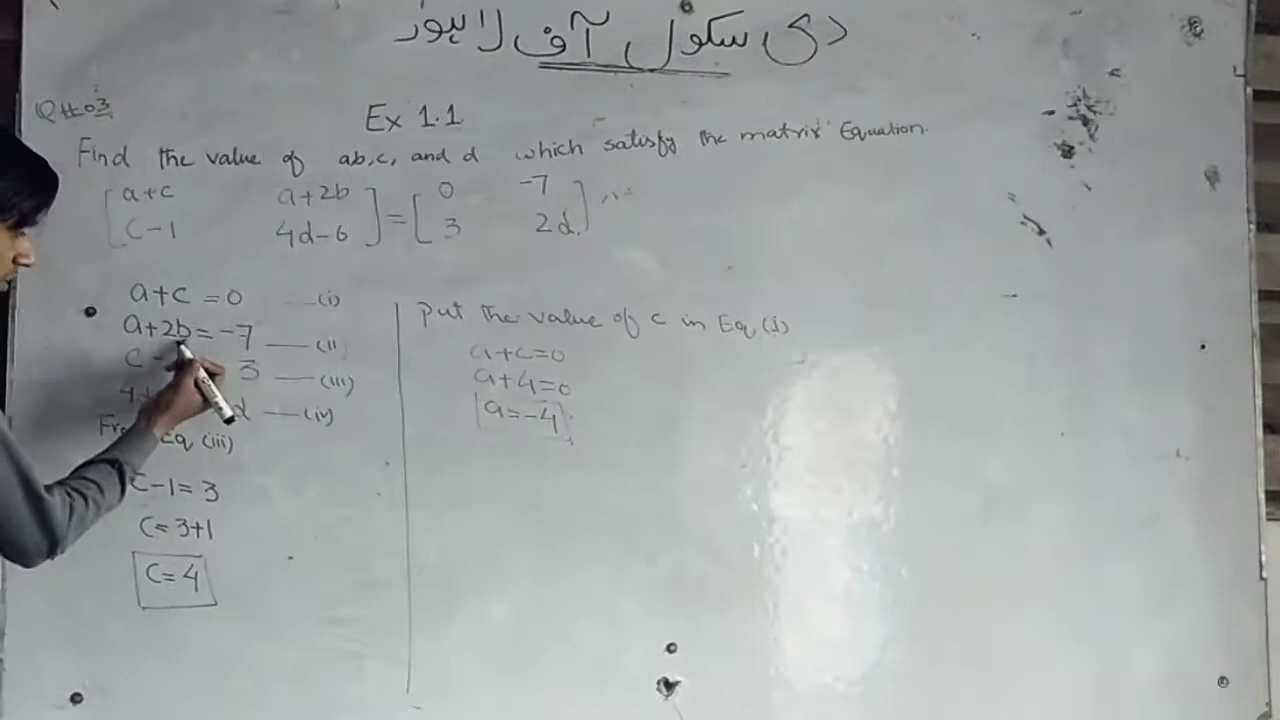 دی سکول آف لاہور
Q#03
Ex 1.1
Find the value of ab,c, and d which satisfy the matrix Equation.
[a+c a+2b] = [0 -7]
[c-1 4d-6] [3 2d.]
a+c=0 —(i)
a+2b=-7 —(ii
c - 3 —(iii)
4 d —(iv)
Eq (iii)
c-1=3
c=3+1
c=4
Put the value of c in Eq(i)
a+c=0
a+4=0
a=-4